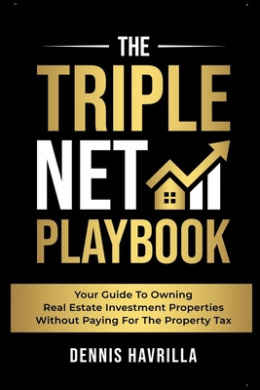 THE
TRIPLE
NET
PLAYBOOK
Your Guide To Owning
Real Estate Investment Properties
Without Paying For The Property Tax
DENNIS HAVRILLA